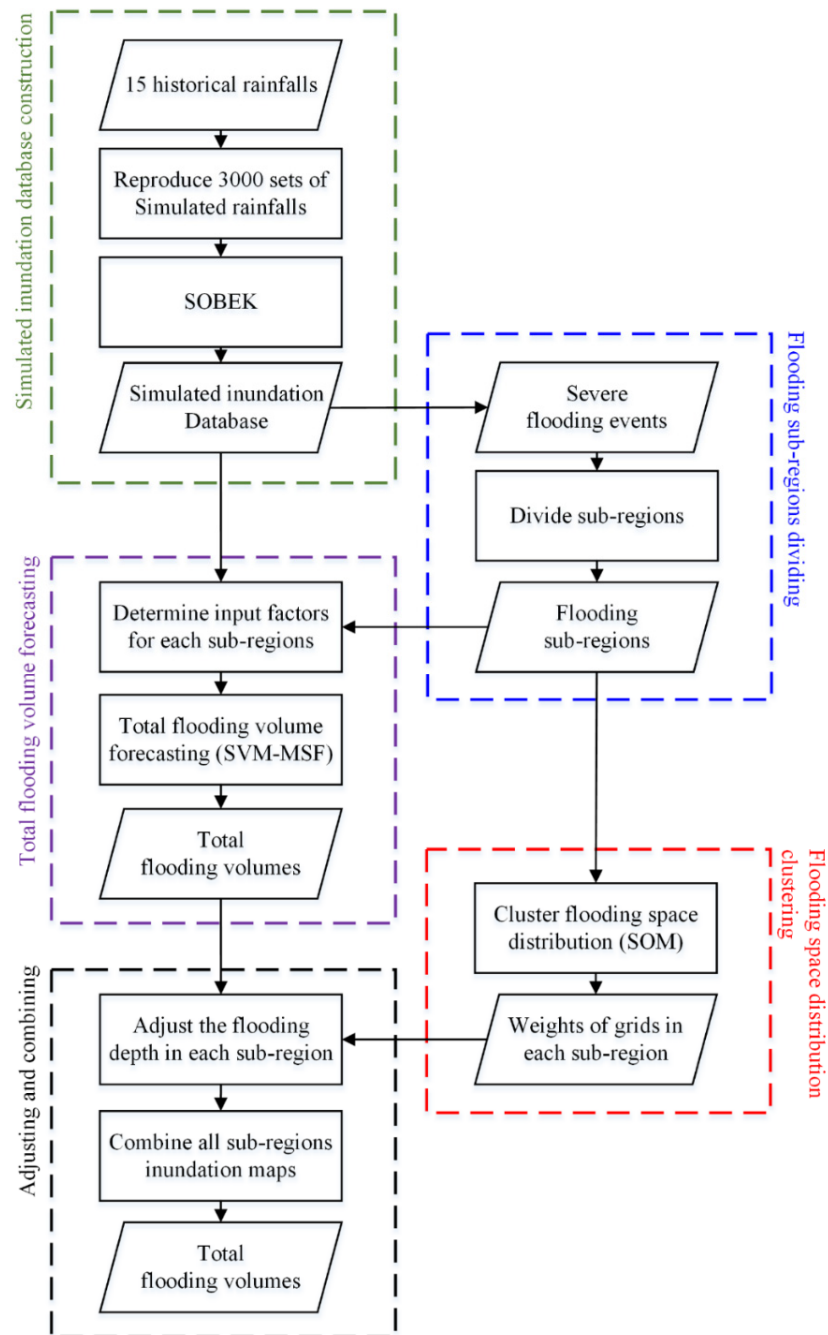 Simulated inundation database construction
15 historical rainfalls
Reproduce 3000 sets of
Simulated rainfalls
SOBEK
Simulated inundation
Database
Flooding sub-regions dividing
Severe
flooding events
Divide sub-regions
Flooding
sub-regions
Total flooding volume forecasting
Determine input factors
for each sub-regions
Total flooding volume
forecasting (SVM-MSF)
Total
flooding volumes
Flooding space distribution
clustering
Cluster flooding space
distribution (SOM)
Weights of grids in
each sub-region
Adjusting and combining
Adjust the flooding
depth in each sub-region
Combine all sub-regions
inundation maps
Total
flooding volumes